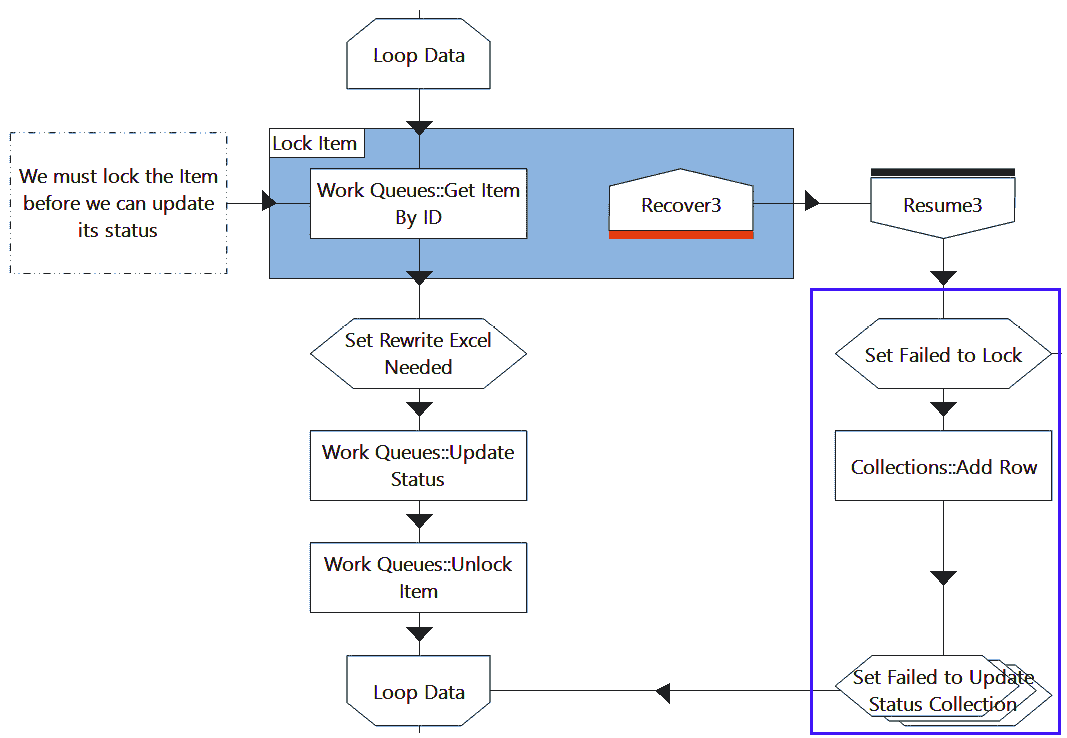 Loop Data
Lock Item
We must lock the Item
before we can update
its status
Work Queues::Get Item
By ID
Recover3
Resume3
Set Rewrite Excel
Needed
Set Failed to Lock
Work Queues::Update
Status
Collections::Add Row
Work Queues::Unlock
Item
Loop Data
Set Failed to Update
Status Collection